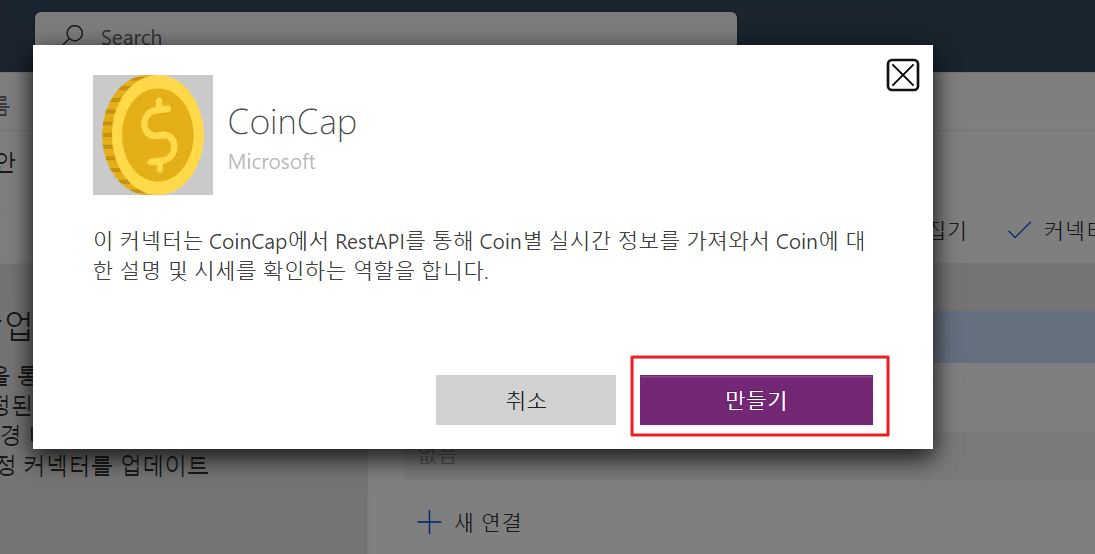 Search
CoinCap
Microsoft
안
이 커넥터는 CoinCap에서 RestAPI를 통해 Coin별 실시간 정보를 가져와서 Coin에 대
한 설명 및 시세를 확인하는 역할을 합니다.
집기
커넥터
업
을 통
정된
경
취소
만들기
정 커넥터를 업데이트
없음
새 연결